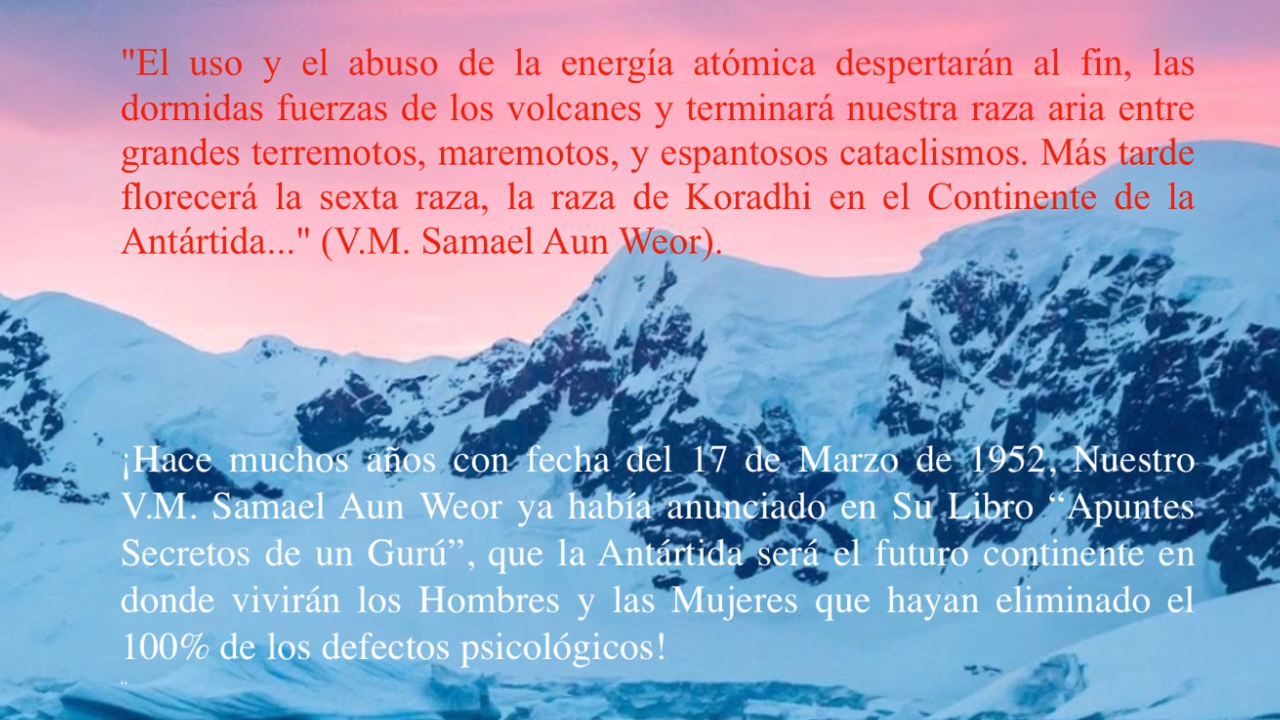 "El uso y el abuso de la energía atómica despertarán al fin, las
dormidas fuerzas de los volcanes y terminará nuestra raza aria entre
grandes terremotos, maremotos, y espantosos cataclismos. Más tarde
florecerá la sexta raza, la raza de Koradhi en el Continente de la
Antártida..." (V.M. Samael Aun Weor).
¡Hace muchos años con fecha del 17 de Marzo de 1952, Nuestro
V.M. Samael Aun Weor ya había anunciado en Su Libro “Apuntes
Secretos de un Gurú”, que la Antártida será el futuro continente en
donde vivirán los Hombres y las Mujeres que hayan eliminado el
100% de los defectos psicológicos!